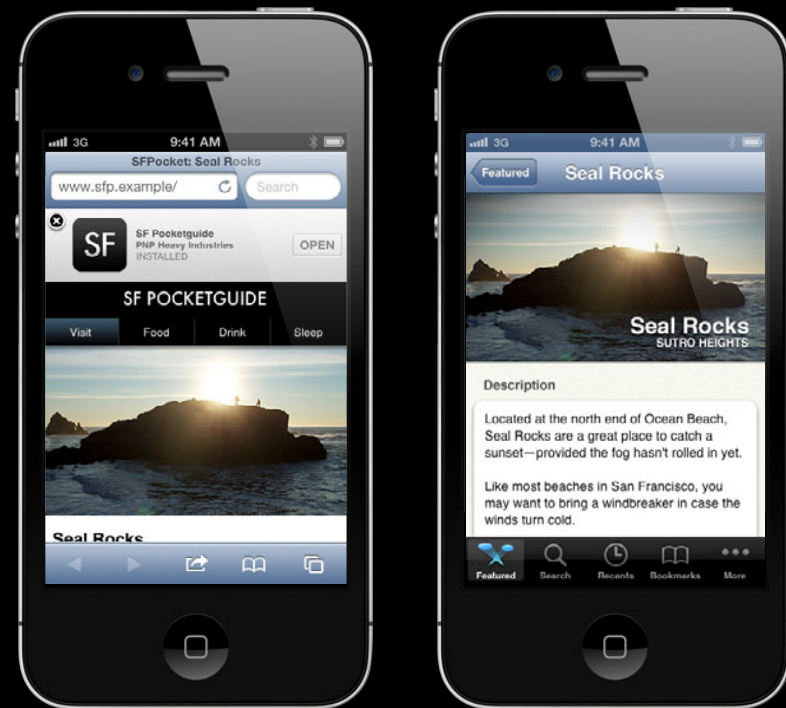 3G 9:41 AM
SFPocket: Seal Rocks
www.sfp.example/ Search
SF
SF Pocketguide
PNP Heavy Industries
INSTALLED
OPEN
SF POCKETGUIDE
Visit Food Drink Sleep
Seal Rocks
3G 9:41 AM
Featured Seal Rocks
Seal Rocks
SUTRO HEIGHTS
Description
Located at the north end of Ocean Beach,
Seal Rocks are a great place to catch a
sunset—provided the fog hasn't rolled in yet.
Like most beaches in San Francisco, you
may want to bring a windbreaker in case the
winds turn cold.
Featured Search Recents Bookmarks More